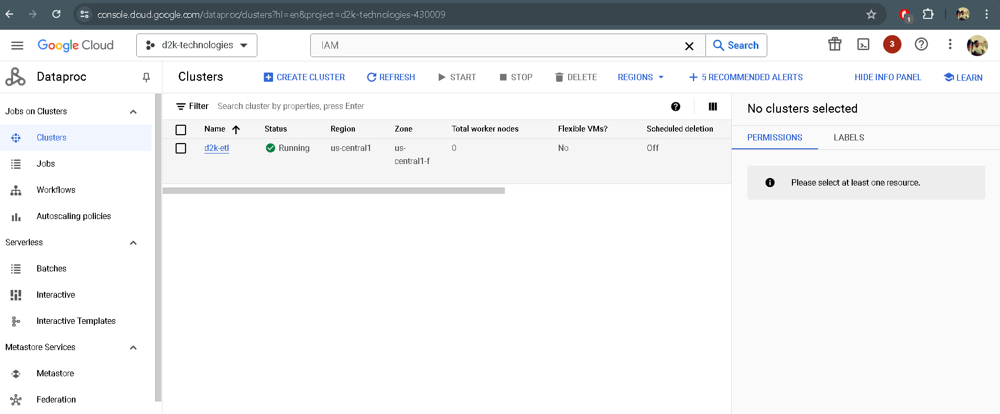 console.cloud.google.com/dataproc/clusters?hl=en&project=d2k-technologies-430009
1
Google Cloud
d2k-technologies
IAM
Search
3
Dataproc
Clusters
CREATE CLUSTER
REFRESH
START
STOP
DELETE
REGIONS
5 RECOMMENDED ALERTS
HIDE INFO PANEL
LEARN
Jobs on Clusters
Clusters
Jobs
Workflows
Autoscaling policies
Serverless
Batches
Interactive
Interactive Templates
Metastore Services
Metastore
Federation
Filter Search cluster by properties, press Enter
Name Status Region Zone Total worker nodes Flexible VMs? Scheduled deletion
d2k-etl Running us-central1 us- 0 No Off
central1-f
No clusters selected
PERMISSIONS LABELS
Please select at least one resource.